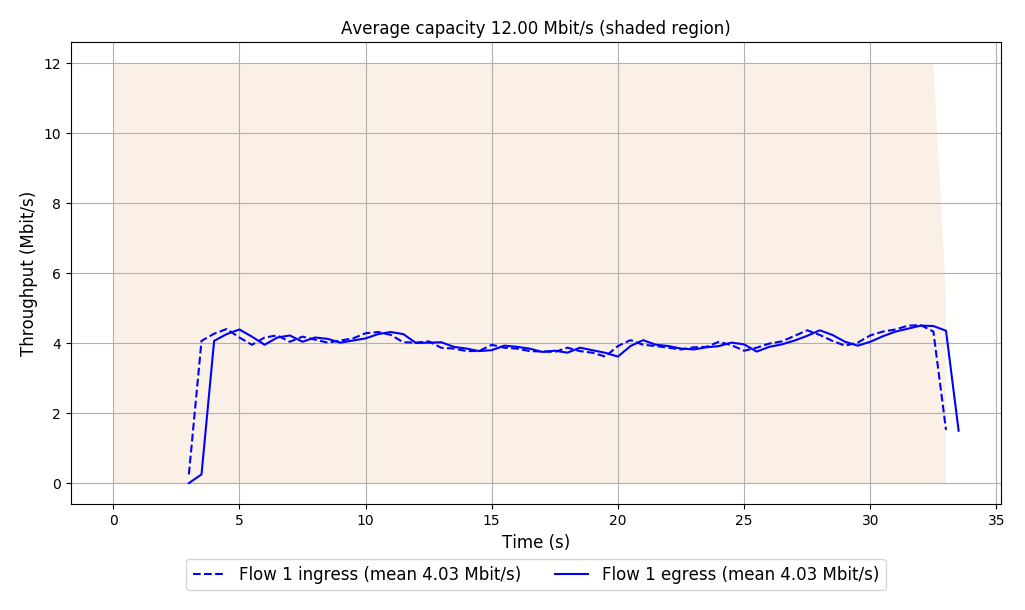 Average capacity 12.00 Mbit/s (shaded region)
12
10
8
6
4
2
0
Throughput (Mbit/s)
0 5 10 15 20 25 30 35
Time (s)
Flow 1 ingress (mean 4.03 Mbit/s) Flow 1 egress (mean 4.03 Mbit/s)